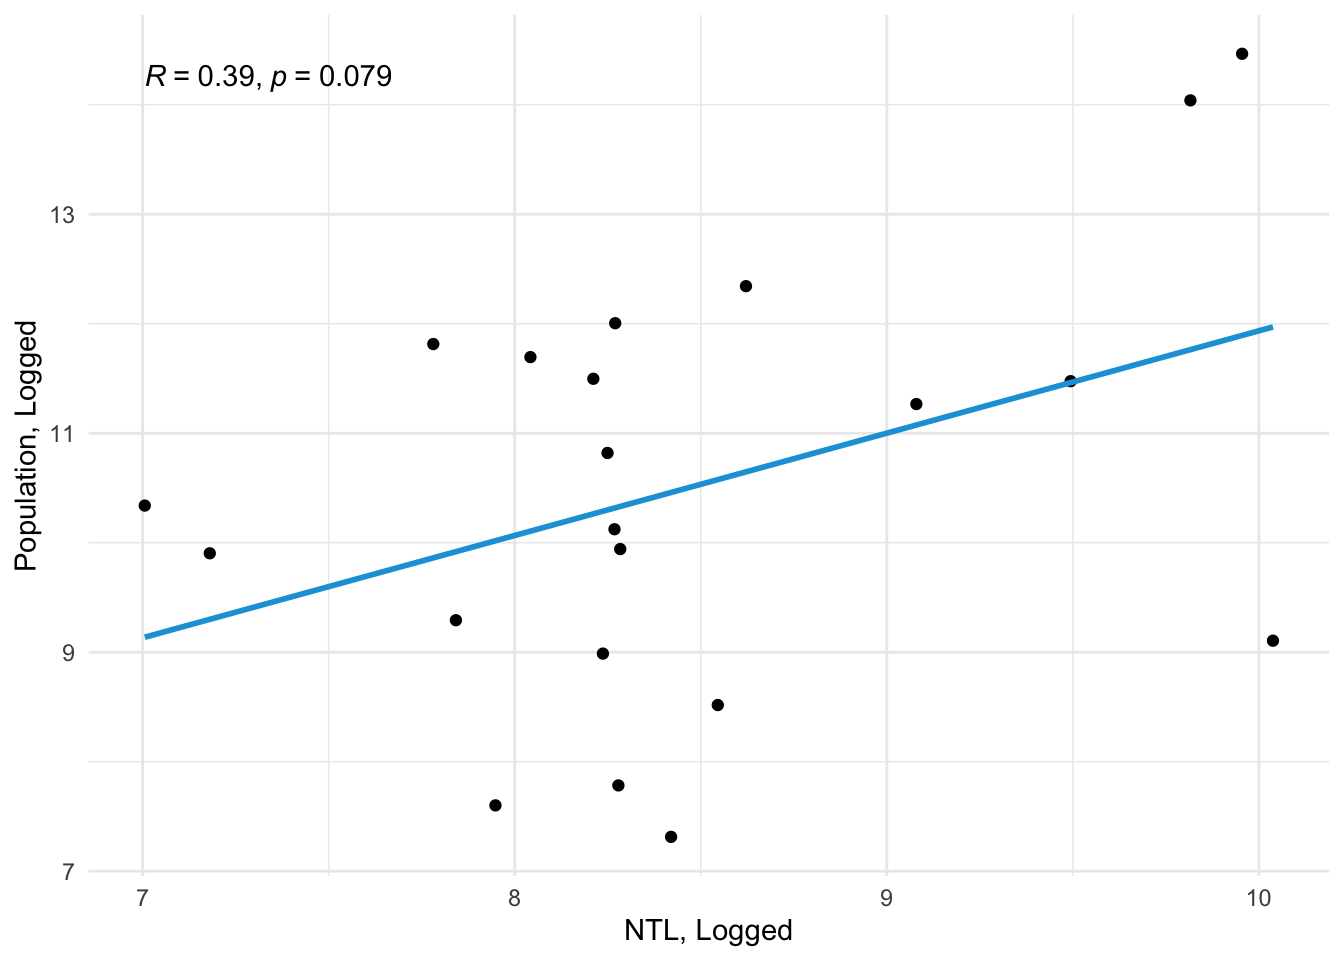 R = 0.39, p = 0.079
13
11
9
7
7 8 9 10
NTL, Logged
Population, Logged